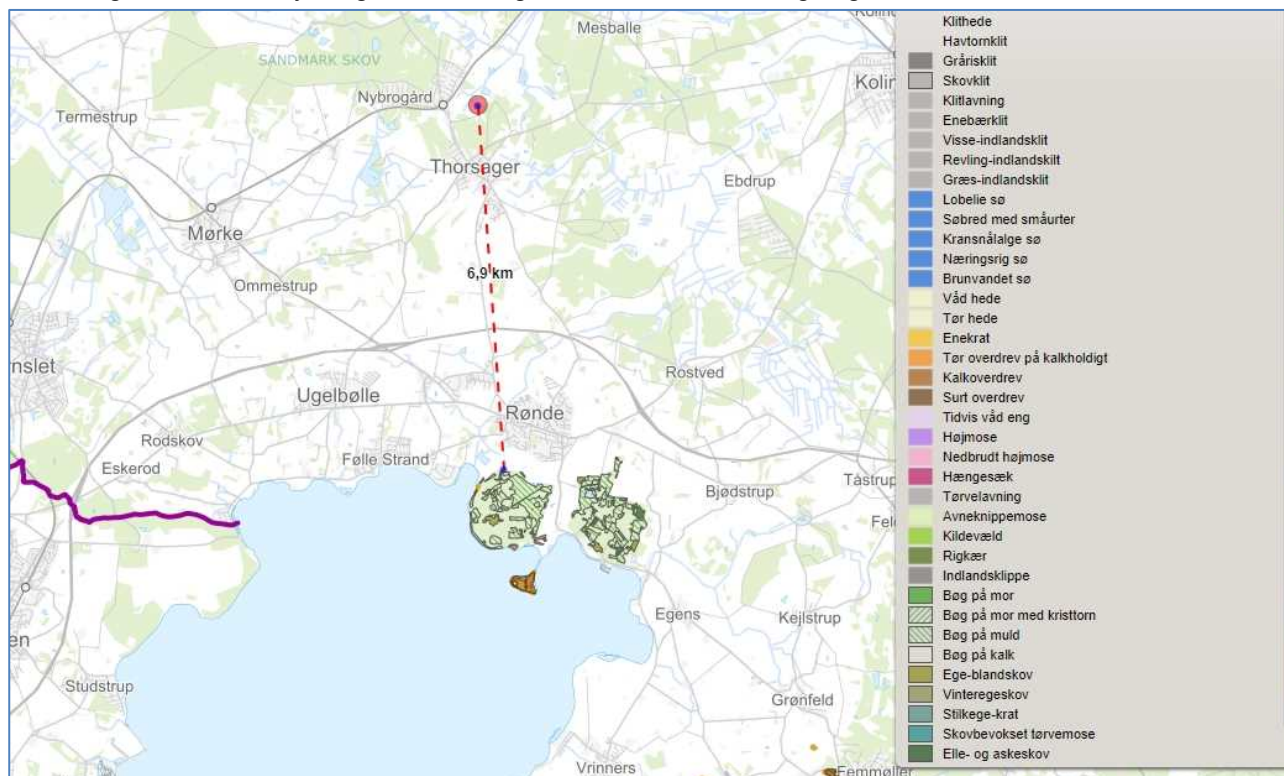 Mesballe
SANDMARK SKOV
Nybrogård
Termestrup
Thorsager
Ebdrup
Mørke
6,9 km
Ommestrup
Rostved
Ugelbølle
Rønde
Rodskov
Følle Strand
Eskerod
Bjødstrup
Tåstrup
Egens
Kejlstrup
Studstrup
Grønfeld
Vrinners
Femmøller
Klithede
Havtornklit
Grårisklit
Skovklit
Klitlavning
Enebærklit
Visse-indlandsklit
Revling-indlandskilt
Græs-indlandsklit
Lobelie sø
Søbred med småurter
Kransnålalge sø
Næringsrig sø
Brunvandet sø
Våd hede
Tør hede
Enekrat
Tør overdrev på kalkholdigt
Kalkoverdrev
Surt overdrev
Tidvis våd eng
Højmose
Nedbrudt højmose
Hængesæk
Tørvelavning
Avneknippemose
Kildevæld
Rigkær
Indlandsklippe
Bøg på mor
Bøg på mor med kristtorn
Bøg på muld
Bøg på kalk
Ege-blandskov
Vinteregeskov
Stilkege-krat
Skovbevokset tørvemose
Elle- og askeskov